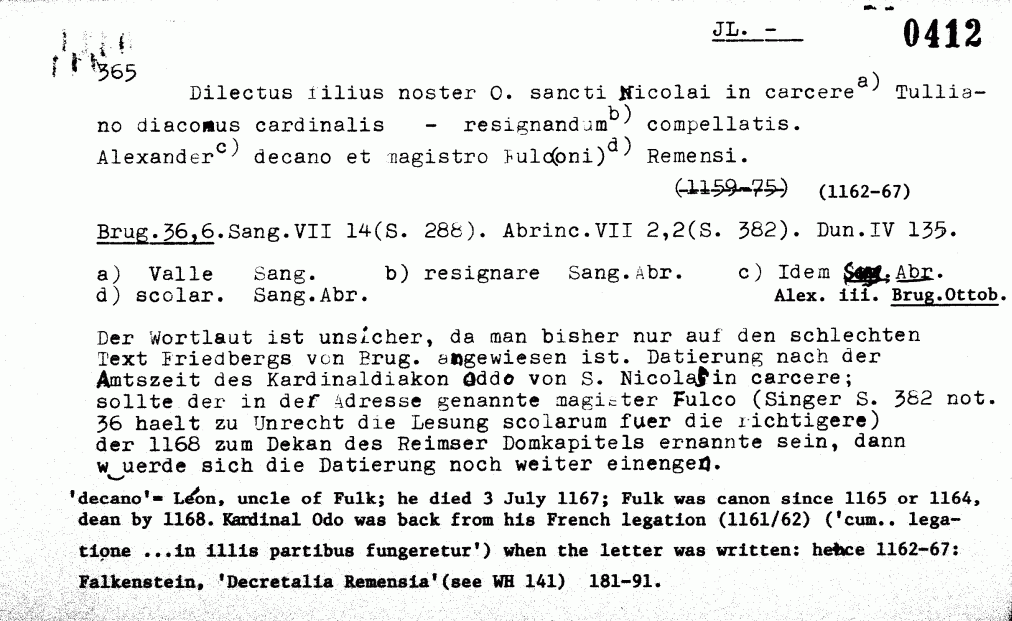 JL. -
0412
365
Dilectus filius noster O. sancti Nicolai in carcere a) Tullia-
no diaconus cardinalis - resignandum b) compellatis.
Alexander c) decano et magistro Fulc(oni) d) Remensi.
(1159-75) (1162-67)
Brug.36,6.Sang.VII 14(S. 288). Abrinc.VII 2,2(S. 382). Dun.IV 135.
a) Valle Sang. b) resignare Sang.Abr. c) Idem Sang. Abr.
d) scolar. Sang.Abr. Alex. iii. Brug.Ottob.
Der Wortlaut ist unsicher, da man bisher nur auf den schlechten
Text Friedbergs von Brug. angewiesen ist. Datierung nach der
Amtszeit des Kardinaldiakon Oddo von S. Nicola in carcere;
sollte der in der Adresse genannte magister Fulco (Singer S. 382 not.
36 haelt zu Unrecht die Lesung scolarum fuer die richtigere)
der 1168 zum Dekan des Reimser Domkapitels ernannte sein, dann
wuerde sich die Datierung noch weiter einengen.
'decano'= Léon, uncle of Fulk; he died 3 July 1167; Fulk was canon since 1165 or 1164,
dean by 1168. Kardinal Odo was back from his French legation (1161/62) ('cum.. lega-
tione ...in illis partibus fungeretur') when the letter was written: hence 1162-67:
Falkenstein, 'Decretalia Remensia'(see WH 141) 181-91.